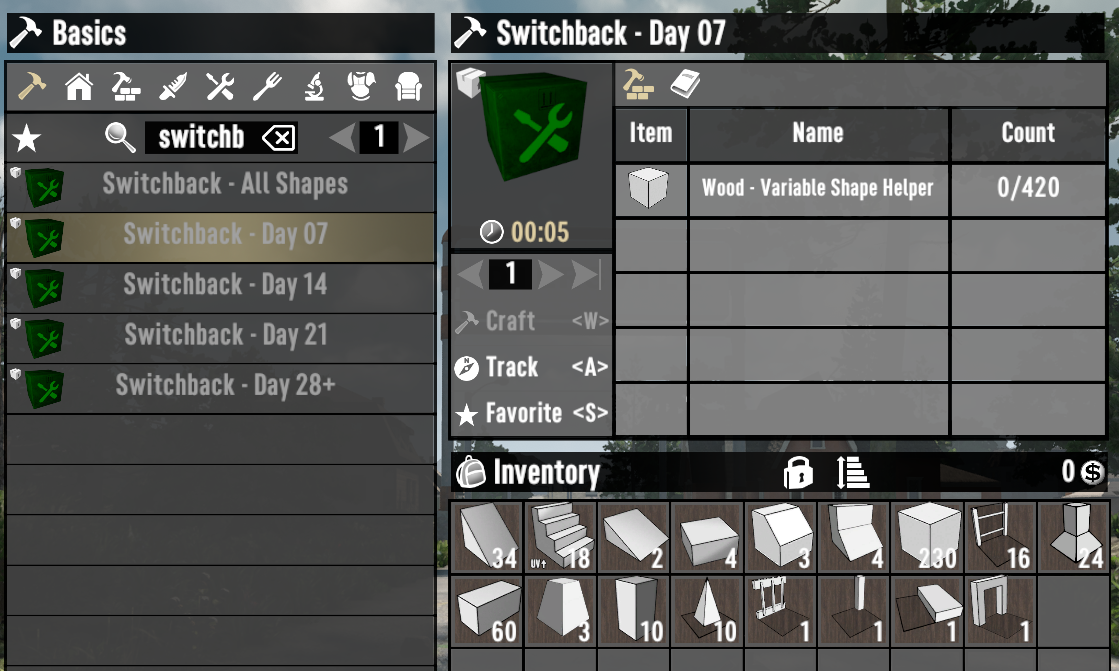 Basics
switchb
1
Switchback - All Shapes
Switchback - Day 07
Switchback - Day 14
Switchback - Day 21
Switchback - Day 28+
Switchback - Day 07
00:05
1
Craft <W>
Track <A>
Favorite <S>
Item Name Count
Wood - Variable Shape Helper 0/420
Inventory 0
34 UV↑ 18 2 4 3 4 230 16 24
60 3 10 10 1 1 1 1